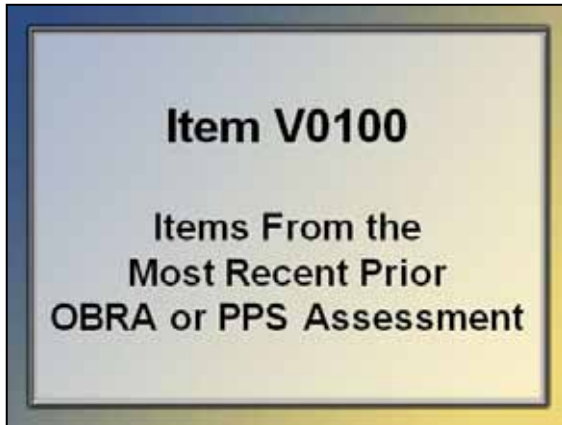 Item V0100
Items From the
Most Recent Prior
OBRA or PPS Assessment